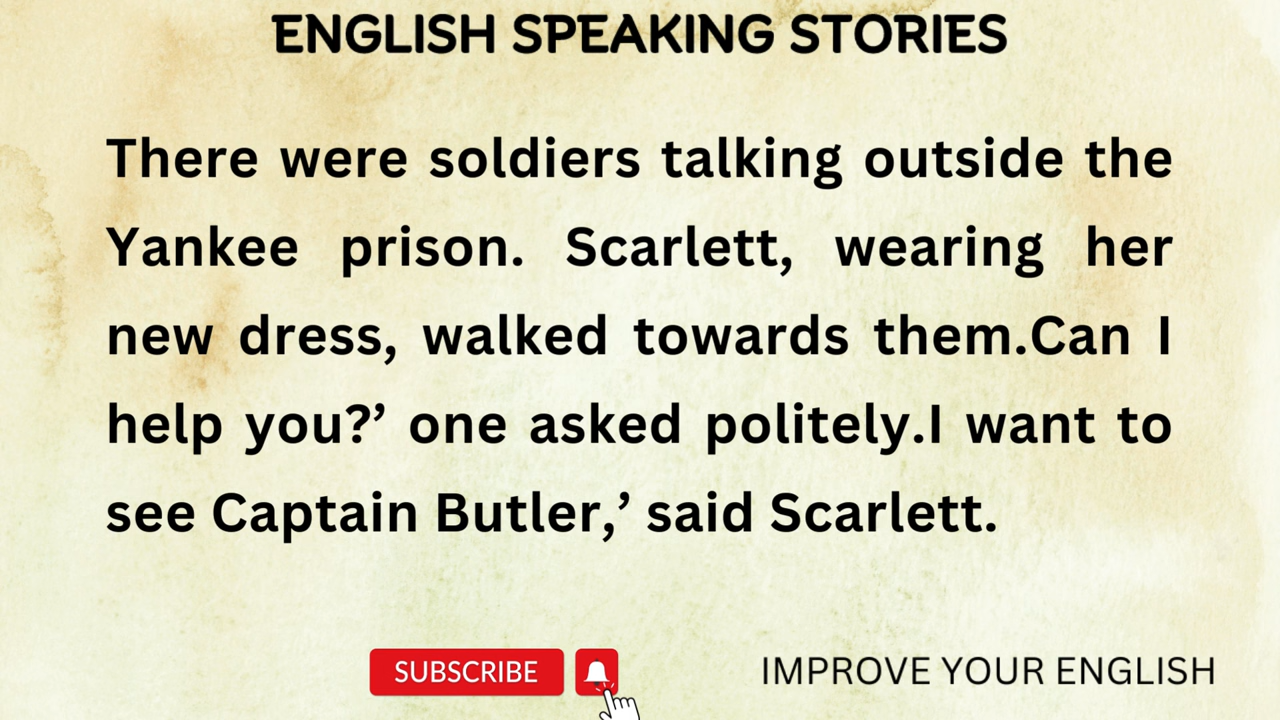 ENGLISH SPEAKING STORIES
There were soldiers talking outside the
Yankee prison. Scarlett, wearing her
new dress, walked towards them.Can I
help you?’ one asked politely.I want to
see Captain Butler,’ said Scarlett.
SUBSCRIBE
IMPROVE YOUR ENGLISH